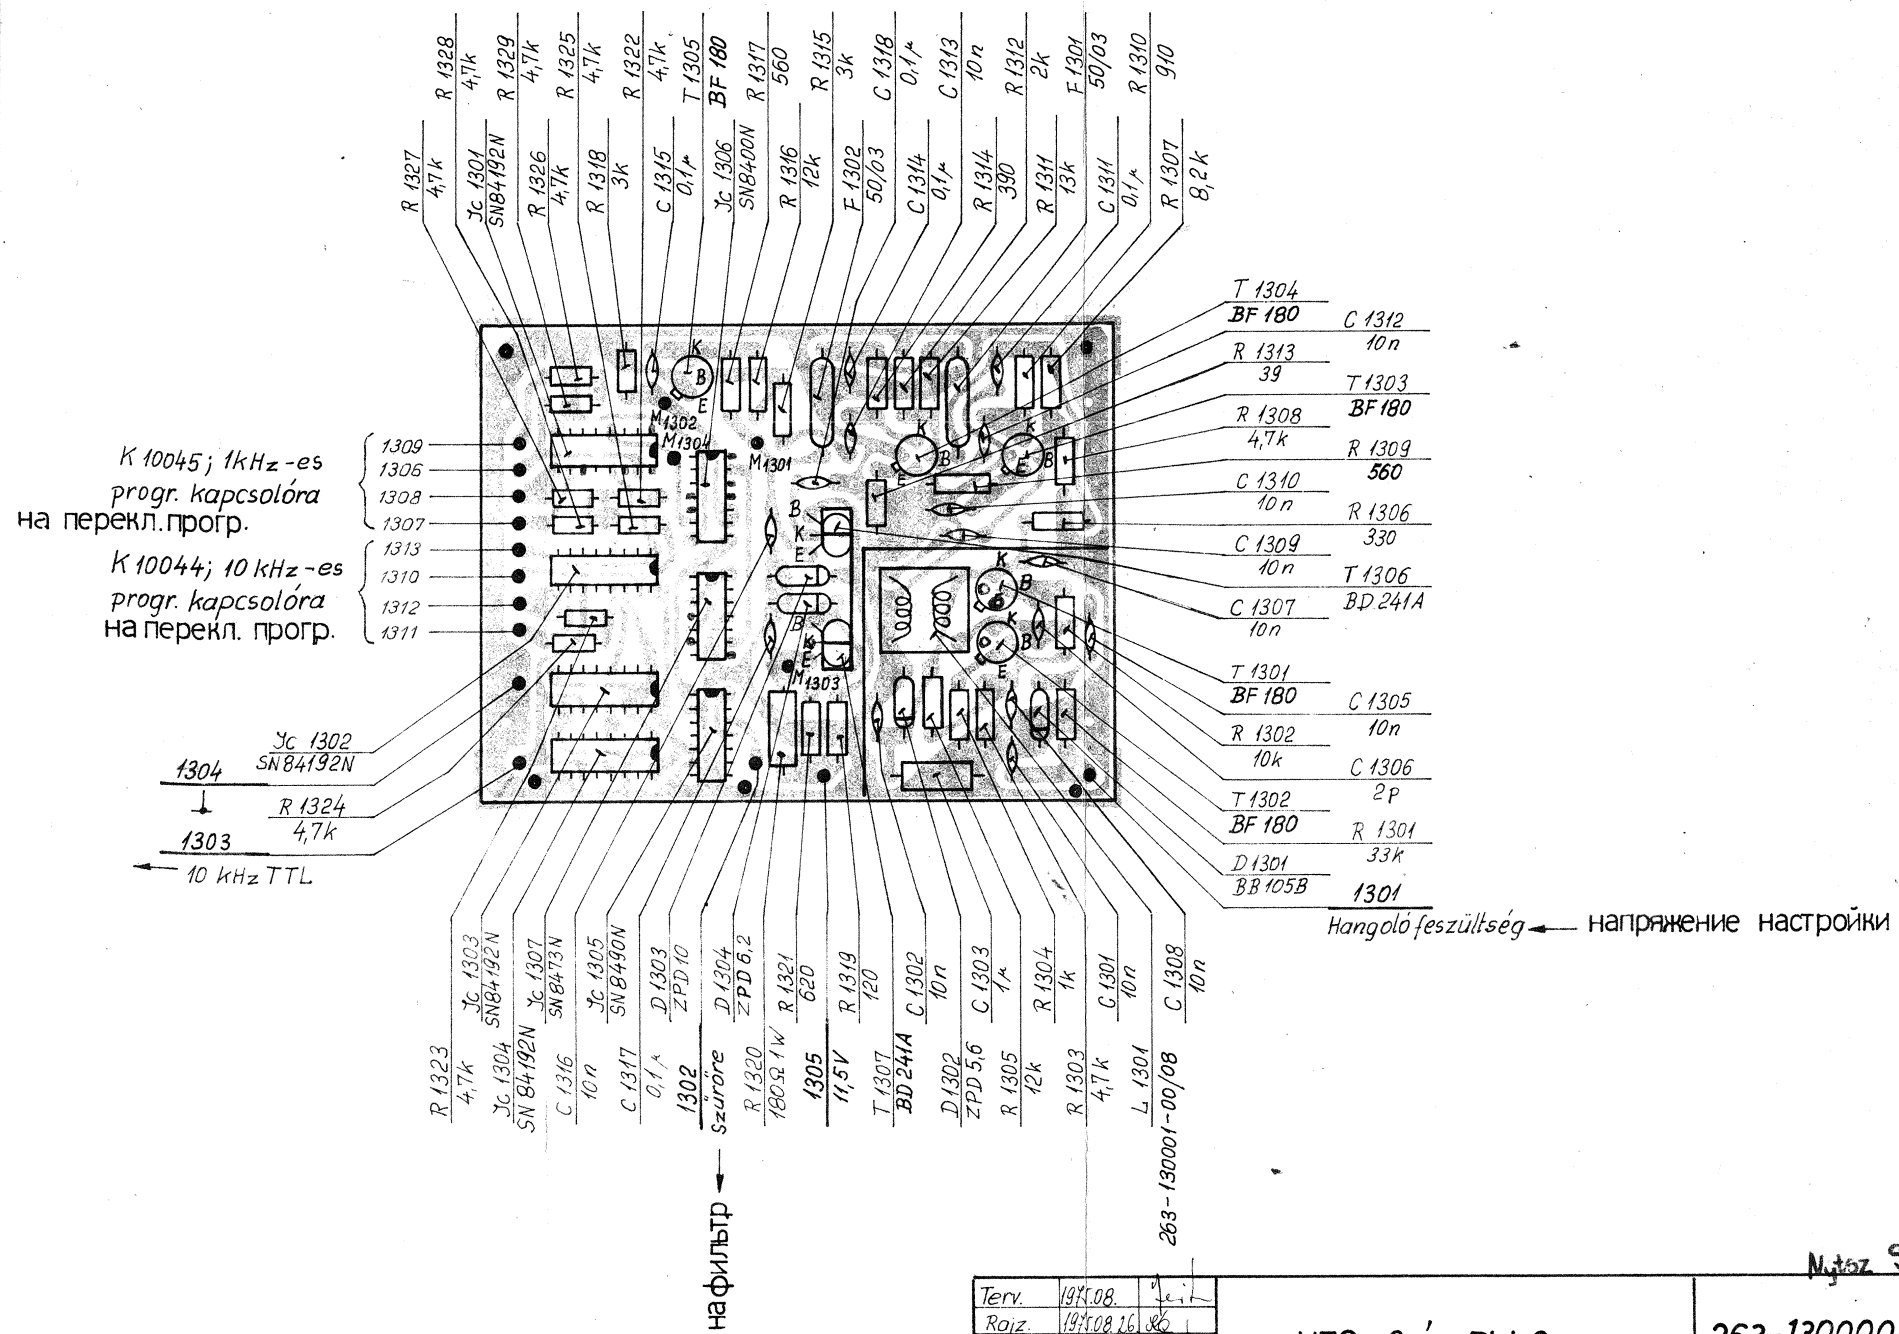 R 1328
4,7k
R 1329
4,7k
R 1325
4,7k
R 1322
4,7k
T 1305
BF 180
R 1317
560
R 1315
3k
C 1318
0,1µ
C 1313
10n
R 1312
2k
F 1301
50/03
R 1310
910
R 1327
4,7k
Jc 1301
SN84192N
R 1326
4,7k
R 1318
3k
C 1315
0,1µ
Jc 1306
SN8400N
R 1316
12k
F 1302
50/03
C 1314
0,1µ
R 1314
390
R 1311
13k
C 1311
0,1µ
R 1307
8,2k
T 1304
BF 180
C 1312
10n
R 1313
39
T 1303
BF 180
R 1308
4,7k
R 1309
560
C 1310
10n
R 1306
330
C 1309
10n
T 1306
BD 241A
C 1307
10n
T 1301
BF 180
C 1305
10n
R 1302
10k
C 1306
2p
T 1302
BF 180
R 1301
33k
D 1301
BB105B
1301
Hangoló feszültség ← напряжение настройки
K
B
E
M1302
M1304
M1301
K
B
E
K
E
B
B
K
E
B
K
E
M1303
K
B
K
B
E
K 10045; 1kHz-es
progr. kapcsolóra
на перекл.прогр.
1309
1306
1308
1307
K 10044; 10 kHz-es
progr. kapcsolóra
на перекл. прогр.
1313
1310
1312
1311
Jc 1302
SN84192N
1304
R 1324
4,7k
1303
10 kHz TTL
Jc 1303
SN84192N
Jc 1307
SN8473N
Jc 1305
SN8490N
D 1303
ZPD10
D 1304
ZPD 6,2
R 1321
620
R 1319
120
C 1302
10n
C 1303
1µ
R 1304
1k
C 1301
10n
C 1308
10n
R 1323
4,7k
Jc 1304
SN 84192N
C 1316
10n
C 1317
0,1µ
1302
Szűrőre
на фильтр
R 1320
180Ω 1W
1305
11,5V
T 1307
BD 241A
D1302
ZPD 5,6
R 1305
12k
R 1303
4,7k
L 1301
263-130001-00/08
Terv. 1975.08.
Rajz. 1975.08.26.
263-130000